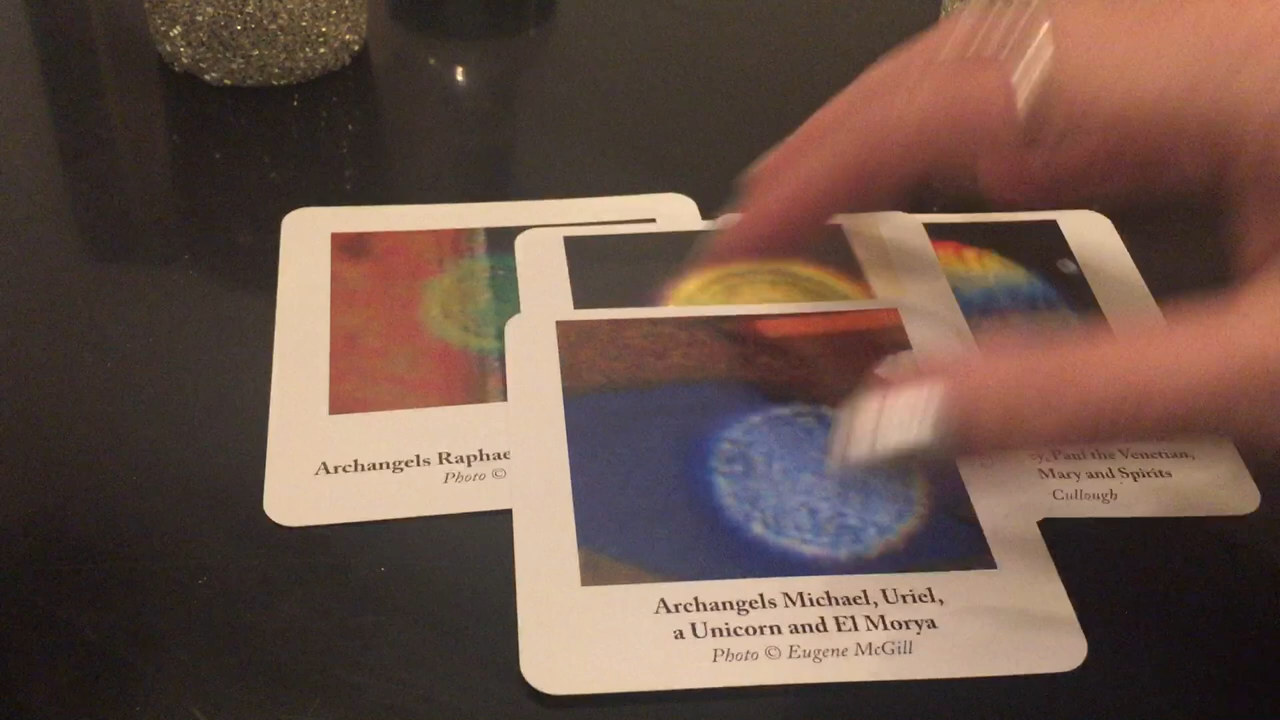 Archangels Raphae
Photo ©
Paul the Venetian,
Mary and Spirits
Cullough
Archangels Michael, Uriel,
a Unicorn and El Morya
Photo © Eugene McGill